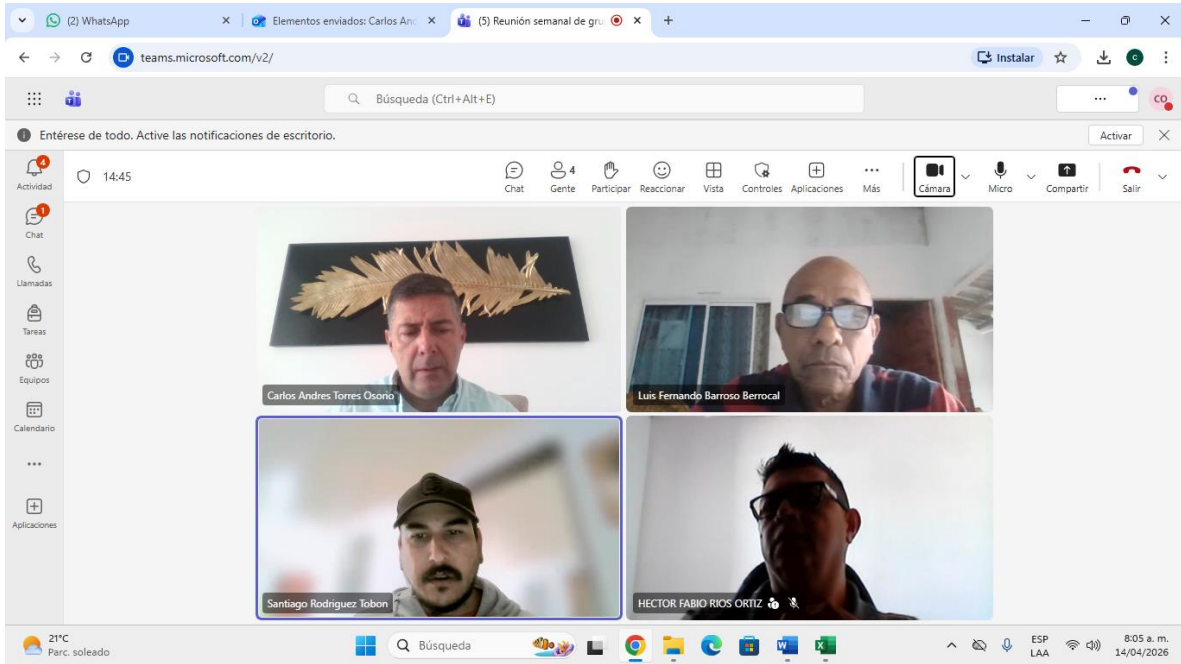 (2) WhatsApp
Elementos enviados: Carlos And
(5) Reunión semanal de gru
teams.microsoft.com/v2/
Instalar
C
Búsqueda (Ctrl+Alt+E)
CO
Entérese de todo. Active las notificaciones de escritorio.
Activar
4
Actividad
14:45
Chat
4
Gente
Participar
Reaccionar
Vista
Controles
Aplicaciones
Más
Cámara
Micro
Compartir
Salir
1
Chat
Llamadas
Tareas
Equipos
Calendario
Aplicaciones
Carlos Andres Torres Osorio
Luis Fernando Barroso Berrocal
Santiago Rodriguez Tobon
HECTOR FABIO RIOS ORTIZ
21°C
Parc. soleado
Búsqueda
ESP
LAA
8:05 a. m.
14/04/2026